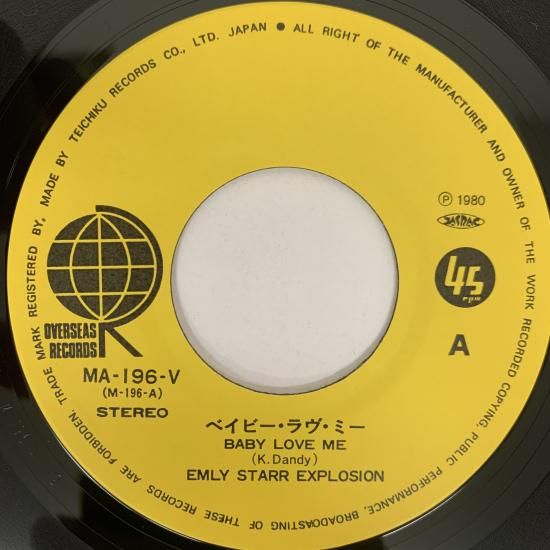 TRADE MARK REGISTERED BY, MADE BY TEICHIKU RECORDS CO., LTD. JAPAN ● ALL RIGHT OF THE MANUFACTURER AND OWNER OF THE WORK RECORDED COPYING, PUBLIC PERFORMANCE, BROADCASTING OF THESE RECORDS ARE FORBIDDEN.
Ⓟ 1980
JASRAC
45
rpm
A
OVERSEAS
RECORDS
MA-196-V
(M-196-A)
STEREO
ベイビー・ラヴ・ミー
BABY LOVE ME
(K. Dandy)
EMLY STARR EXPLOSION